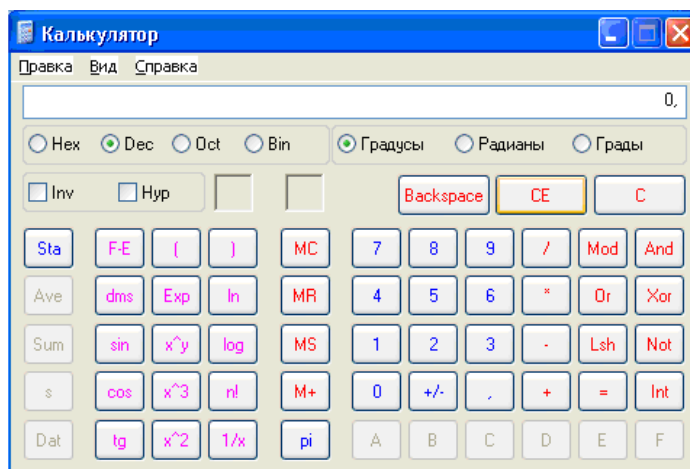 Калькулятор
Правка Вид Справка
0,
Hex Dec Oct Bin Градусы Радианы Грады
Inv Hyp Backspace CE C
Sta F-E ( ) MC 7 8 9 / Mod And
Ave dms Exp ln MR 4 5 6 * Or Xor
Sum sin x^y log MS 1 2 3 - Lsh Not
s cos x^3 n! M+ 0 +/- , + = Int
Dat tg x^2 1/x pi A B C D E F